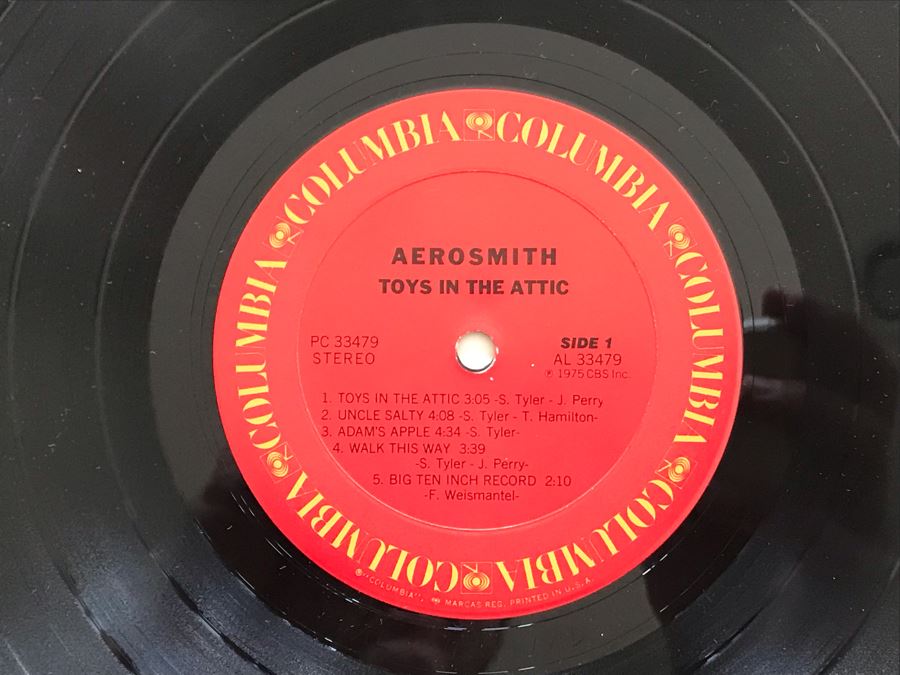 COLUMBIA COLUMBIA COLUMBIA COLUMBIA COLUMBIA COLUMBIA
AEROSMITH
TOYS IN THE ATTIC
PC 33479
STEREO
SIDE 1
AL 33479
℗ 1975 CBS Inc.
1. TOYS IN THE ATTIC 3:05 -S. Tyler - J. Perry
2. UNCLE SALTY 4:08 -S. Tyler - T. Hamilton-
3. ADAM'S APPLE 4:34 -S. Tyler-
4. WALK THIS WAY 3:39
-S. Tyler - J. Perry-
5. BIG TEN INCH RECORD 2:10
-F. Weismantel-
® "COLUMBIA", MARCAS REG. PRINTED IN U.S.A.